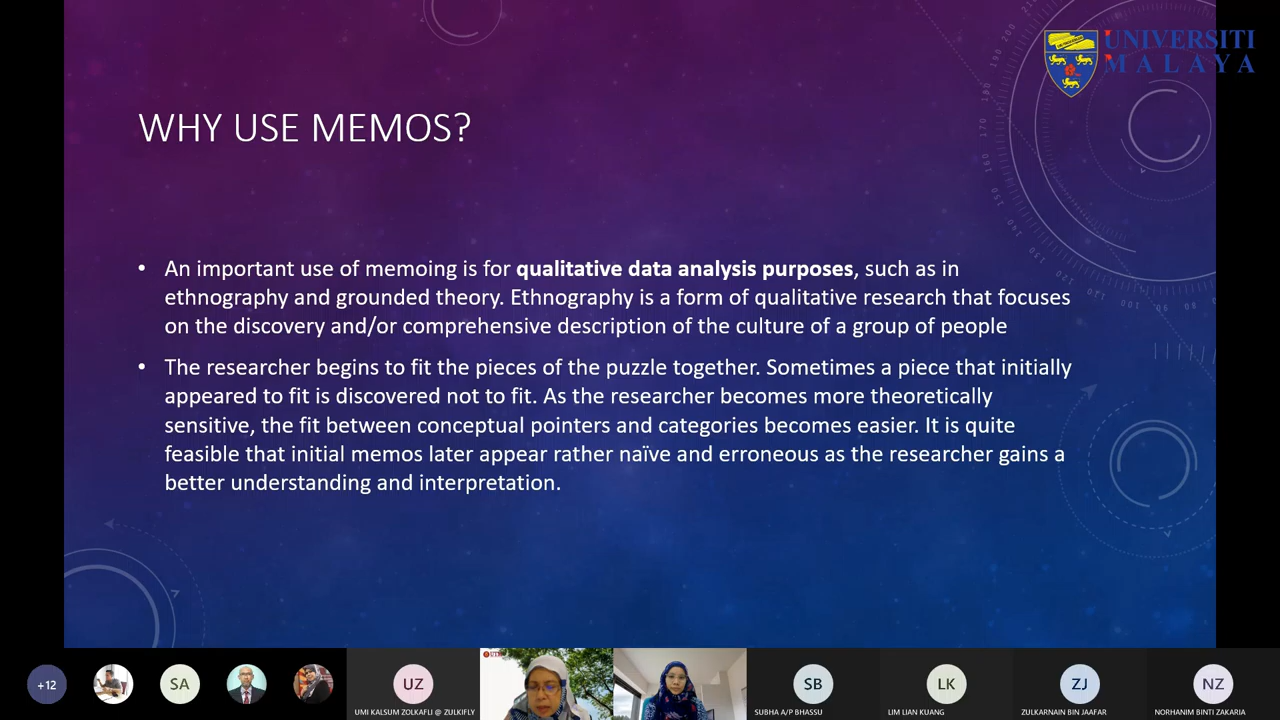 UNIVERSITI
MALAYA
WHY USE MEMOS?
• An important use of memoing is for qualitative data analysis purposes, such as in
ethnography and grounded theory. Ethnography is a form of qualitative research that focuses
on the discovery and/or comprehensive description of the culture of a group of people
• The researcher begins to fit the pieces of the puzzle together. Sometimes a piece that initially
appeared to fit is discovered not to fit. As the researcher becomes more theoretically
sensitive, the fit between conceptual pointers and categories becomes easier. It is quite
feasible that initial memos later appear rather naïve and erroneous as the researcher gains a
better understanding and interpretation.
+12
SA
UZ
SB
LK
ZJ
NZ
UMI KALSUM ZOLKAFLI @ ZULKIFLY
SUBHA A/P BHASSU
LIM LIAN KUANG
ZULKARNAIN BIN JAAFAR
NORHANIM BINTI ZAKARIA